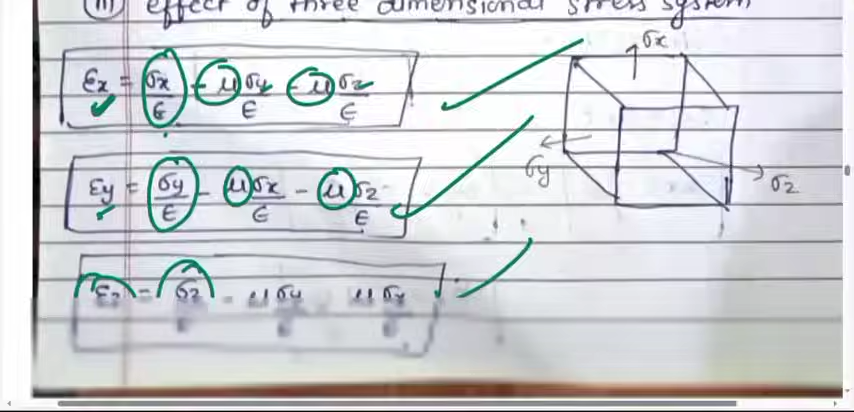 (iii) effect of three dimensional stress system
εx = σx/E - μσy/E - μσz/E
σx
εy = σy/E - μσx/E - μσz/E
σy
σz
εz = σz/E - μσy/E - μσx/E